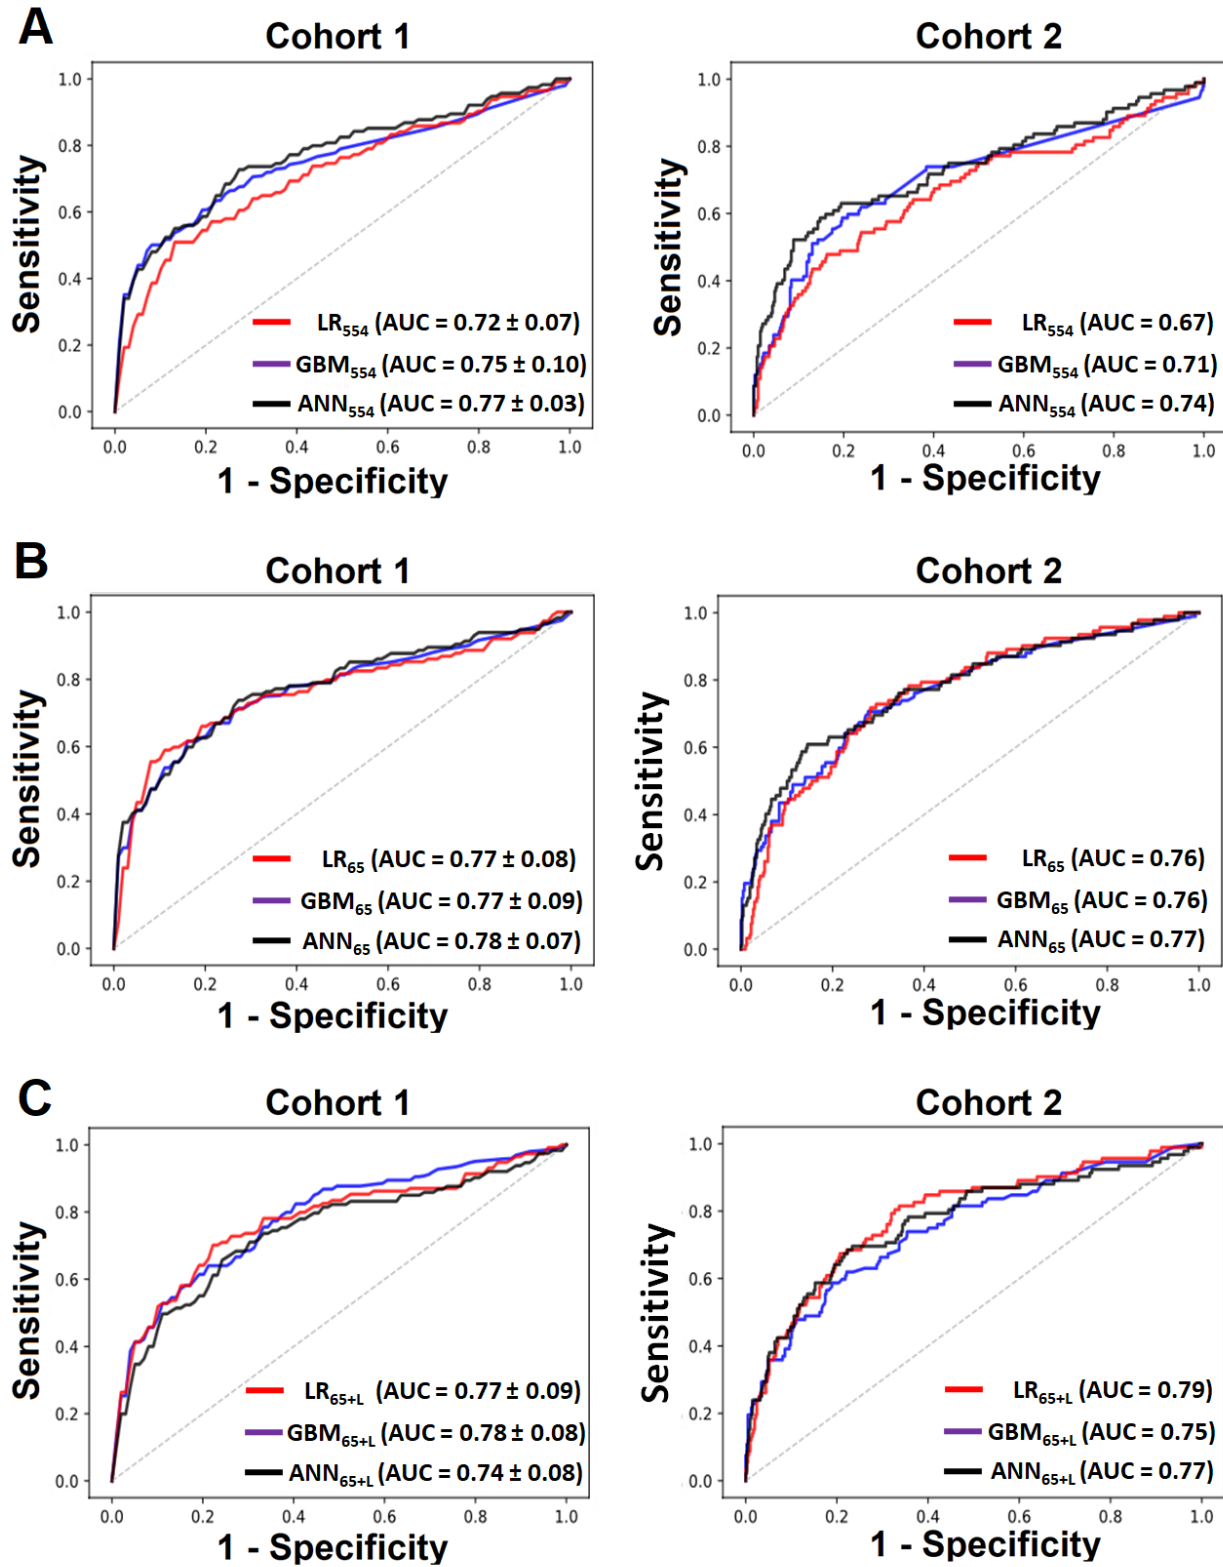 A
Cohort 1
Sensitivity
1.0
0.8
0.6
0.4
0.2
0.0
LR554 (AUC = 0.72 ± 0.07)
GBM554 (AUC = 0.75 ± 0.10)
ANN554 (AUC = 0.77 ± 0.03)
0.0 0.2 0.4 0.6 0.8 1.0
1 - Specificity
Cohort 2
Sensitivity
1.0
0.8
0.6
0.4
0.2
0.0
LR554 (AUC = 0.67)
GBM554 (AUC = 0.71)
ANN554 (AUC = 0.74)
0.0 0.2 0.4 0.6 0.8 1.0
1 - Specificity
B
Cohort 1
Sensitivity
1.0
0.8
0.6
0.4
0.2
0.0
LR65 (AUC = 0.77 ± 0.08)
GBM65 (AUC = 0.77 ± 0.09)
ANN65 (AUC = 0.78 ± 0.07)
0.0 0.2 0.4 0.6 0.8 1.0
1 - Specificity
Cohort 2
Sensitivity
1.0
0.8
0.6
0.4
0.2
0.0
LR65 (AUC = 0.76)
GBM65 (AUC = 0.76)
ANN65 (AUC = 0.77)
0.0 0.2 0.4 0.6 0.8 1.0
1 - Specificity
C
Cohort 1
Sensitivity
1.0
0.8
0.6
0.4
0.2
0.0
LR65+L (AUC = 0.77 ± 0.09)
GBM65+L (AUC = 0.78 ± 0.08)
ANN65+L (AUC = 0.74 ± 0.08)
0.0 0.2 0.4 0.6 0.8 1.0
1 - Specificity
Cohort 2
Sensitivity
1.0
0.8
0.6
0.4
0.2
0.0
LR65+L (AUC = 0.79)
GBM65+L (AUC = 0.75)
ANN65+L (AUC = 0.77)
0.0 0.2 0.4 0.6 0.8 1.0
1 - Specificity